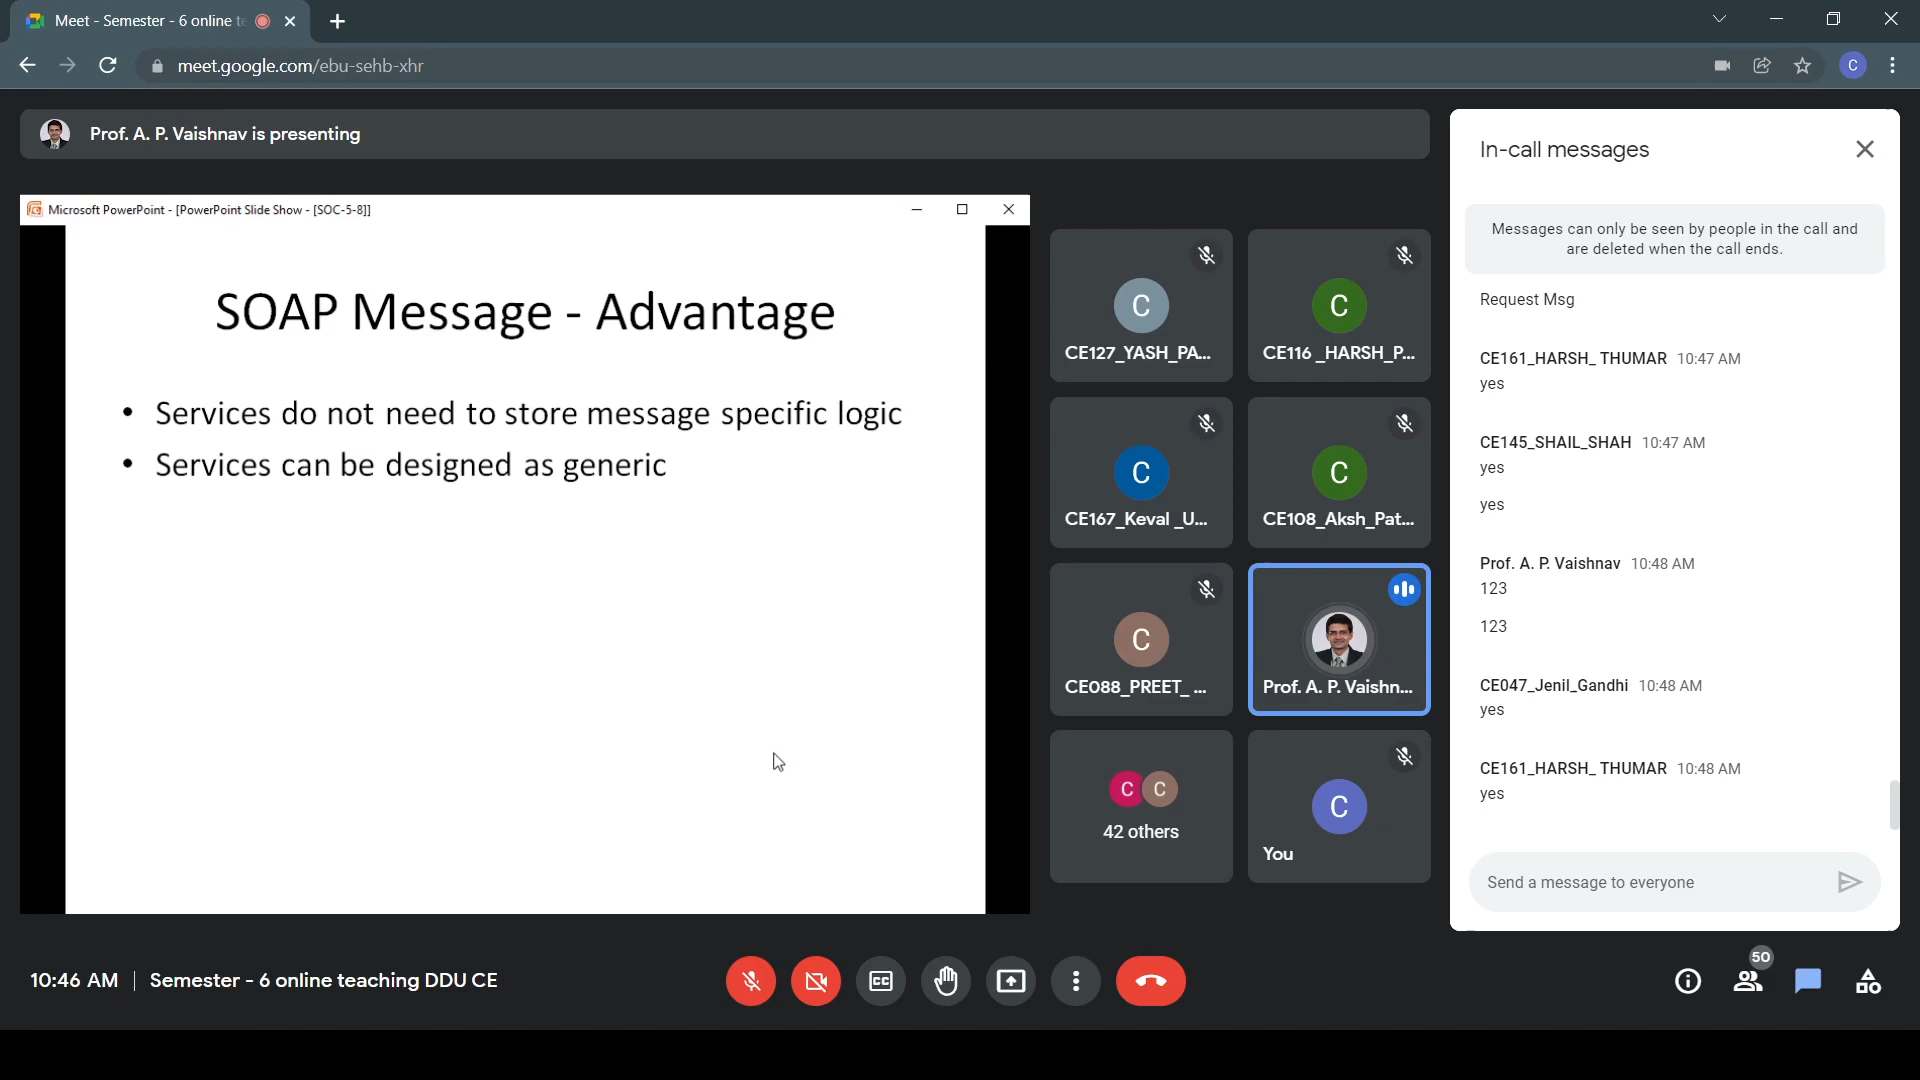 Meet - Semester - 6 online te
meet.google.com/ebu-sehb-xhr
C
Prof. A. P. Vaishnav is presenting
Microsoft PowerPoint - [PowerPoint Slide Show - [SOC-5-8]]
SOAP Message - Advantage
• Services do not need to store message specific logic
• Services can be designed as generic
C
CE127_YASH_PA...
C
CE116 _HARSH_P...
C
CE167_Keval _U...
C
CE108_Aksh_Pat...
C
CE088_PREET_ ...
Prof. A. P. Vaishn...
C C
42 others
C
You
In-call messages
Messages can only be seen by people in the call and
are deleted when the call ends.
Request Msg
CE161_HARSH_ THUMAR 10:47 AM
yes
CE145_SHAIL_SHAH 10:47 AM
yes
yes
Prof. A. P. Vaishnav 10:48 AM
123
123
CE047_Jenil_Gandhi 10:48 AM
yes
CE161_HARSH_ THUMAR 10:48 AM
yes
Send a message to everyone
10:46 AM | Semester - 6 online teaching DDU CE
CC
50